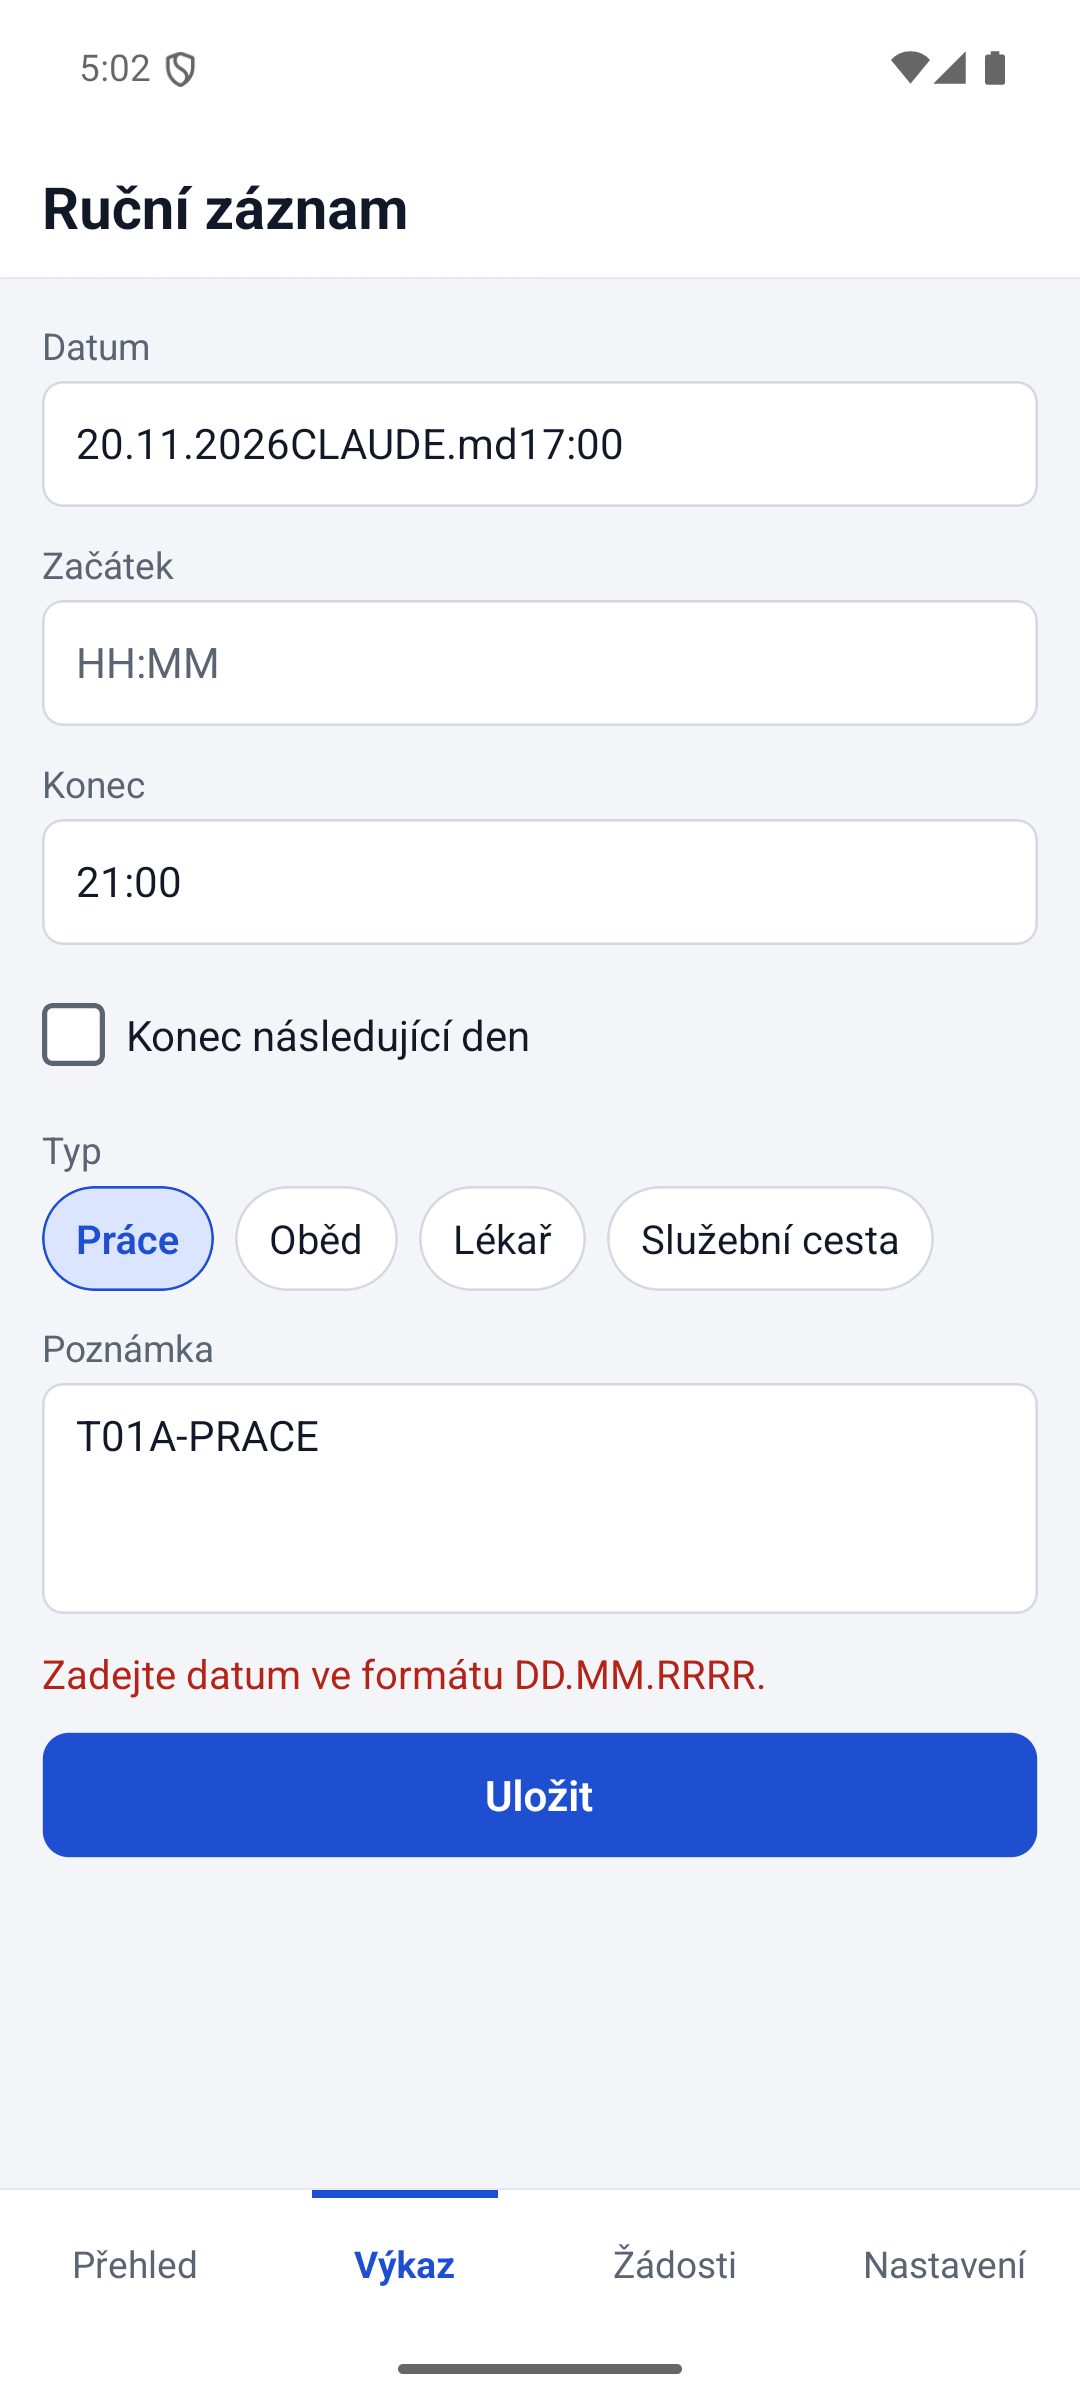 5:02
Ruční záznam
Datum
20.11.2026CLAUDE.md17:00
Začátek
HH:MM
Konec
21:00
Konec následující den
Typ
Práce Oběd Lékař Služební cesta
Poznámka
T01A-PRACE
Zadejte datum ve formátu DD.MM.RRRR.
Uložit
Přehled Výkaz Žádosti Nastavení